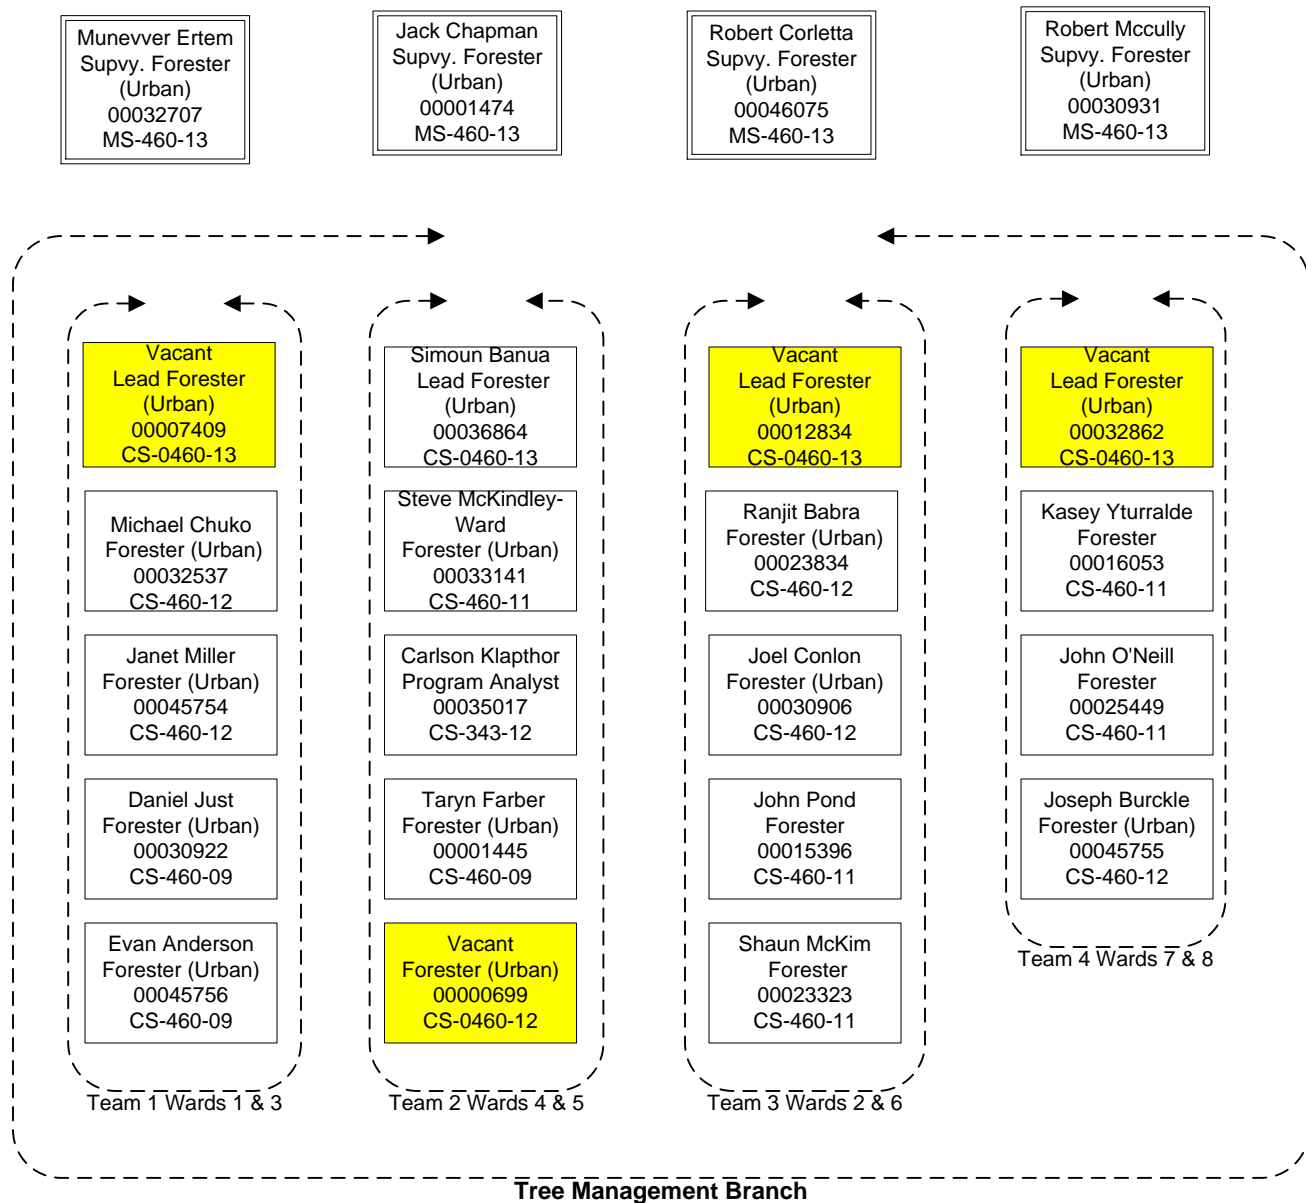 Munevver Ertem
Supvy. Forester
(Urban)
00032707
MS-460-13
Jack Chapman
Supvy. Forester
(Urban)
00001474
MS-460-13
Robert Corletta
Supvy. Forester
(Urban)
00046075
MS-460-13
Robert Mccully
Supvy. Forester
(Urban)
00030931
MS-460-13
Vacant
Lead Forester
(Urban)
00007409
CS-0460-13
Michael Chuko
Forester (Urban)
00032537
CS-460-12
Janet Miller
Forester (Urban)
00045754
CS-460-12
Daniel Just
Forester (Urban)
00030922
CS-460-09
Evan Anderson
Forester (Urban)
00045756
CS-460-09
Team 1 Wards 1 & 3
Simoun Banua
Lead Forester
(Urban)
00036864
CS-0460-13
Steve McKindley-
Ward
Forester (Urban)
00033141
CS-460-11
Carlson Klapthor
Program Analyst
00035017
CS-343-12
Taryn Farber
Forester (Urban)
00001445
CS-460-09
Vacant
Forester (Urban)
00000699
CS-0460-12
Team 2 Wards 4 & 5
Vacant
Lead Forester
(Urban)
00012834
CS-0460-13
Ranjit Babra
Forester (Urban)
00023834
CS-460-12
Joel Conlon
Forester (Urban)
00030906
CS-460-12
John Pond
Forester
00015396
CS-460-11
Shaun McKim
Forester
00023323
CS-460-11
Team 3 Wards 2 & 6
Vacant
Lead Forester
(Urban)
00032862
CS-0460-13
Kasey Yturralde
Forester
00016053
CS-460-11
John O'Neill
Forester
00025449
CS-460-11
Joseph Burckle
Forester (Urban)
00045755
CS-460-12
Team 4 Wards 7 & 8
Tree Management Branch